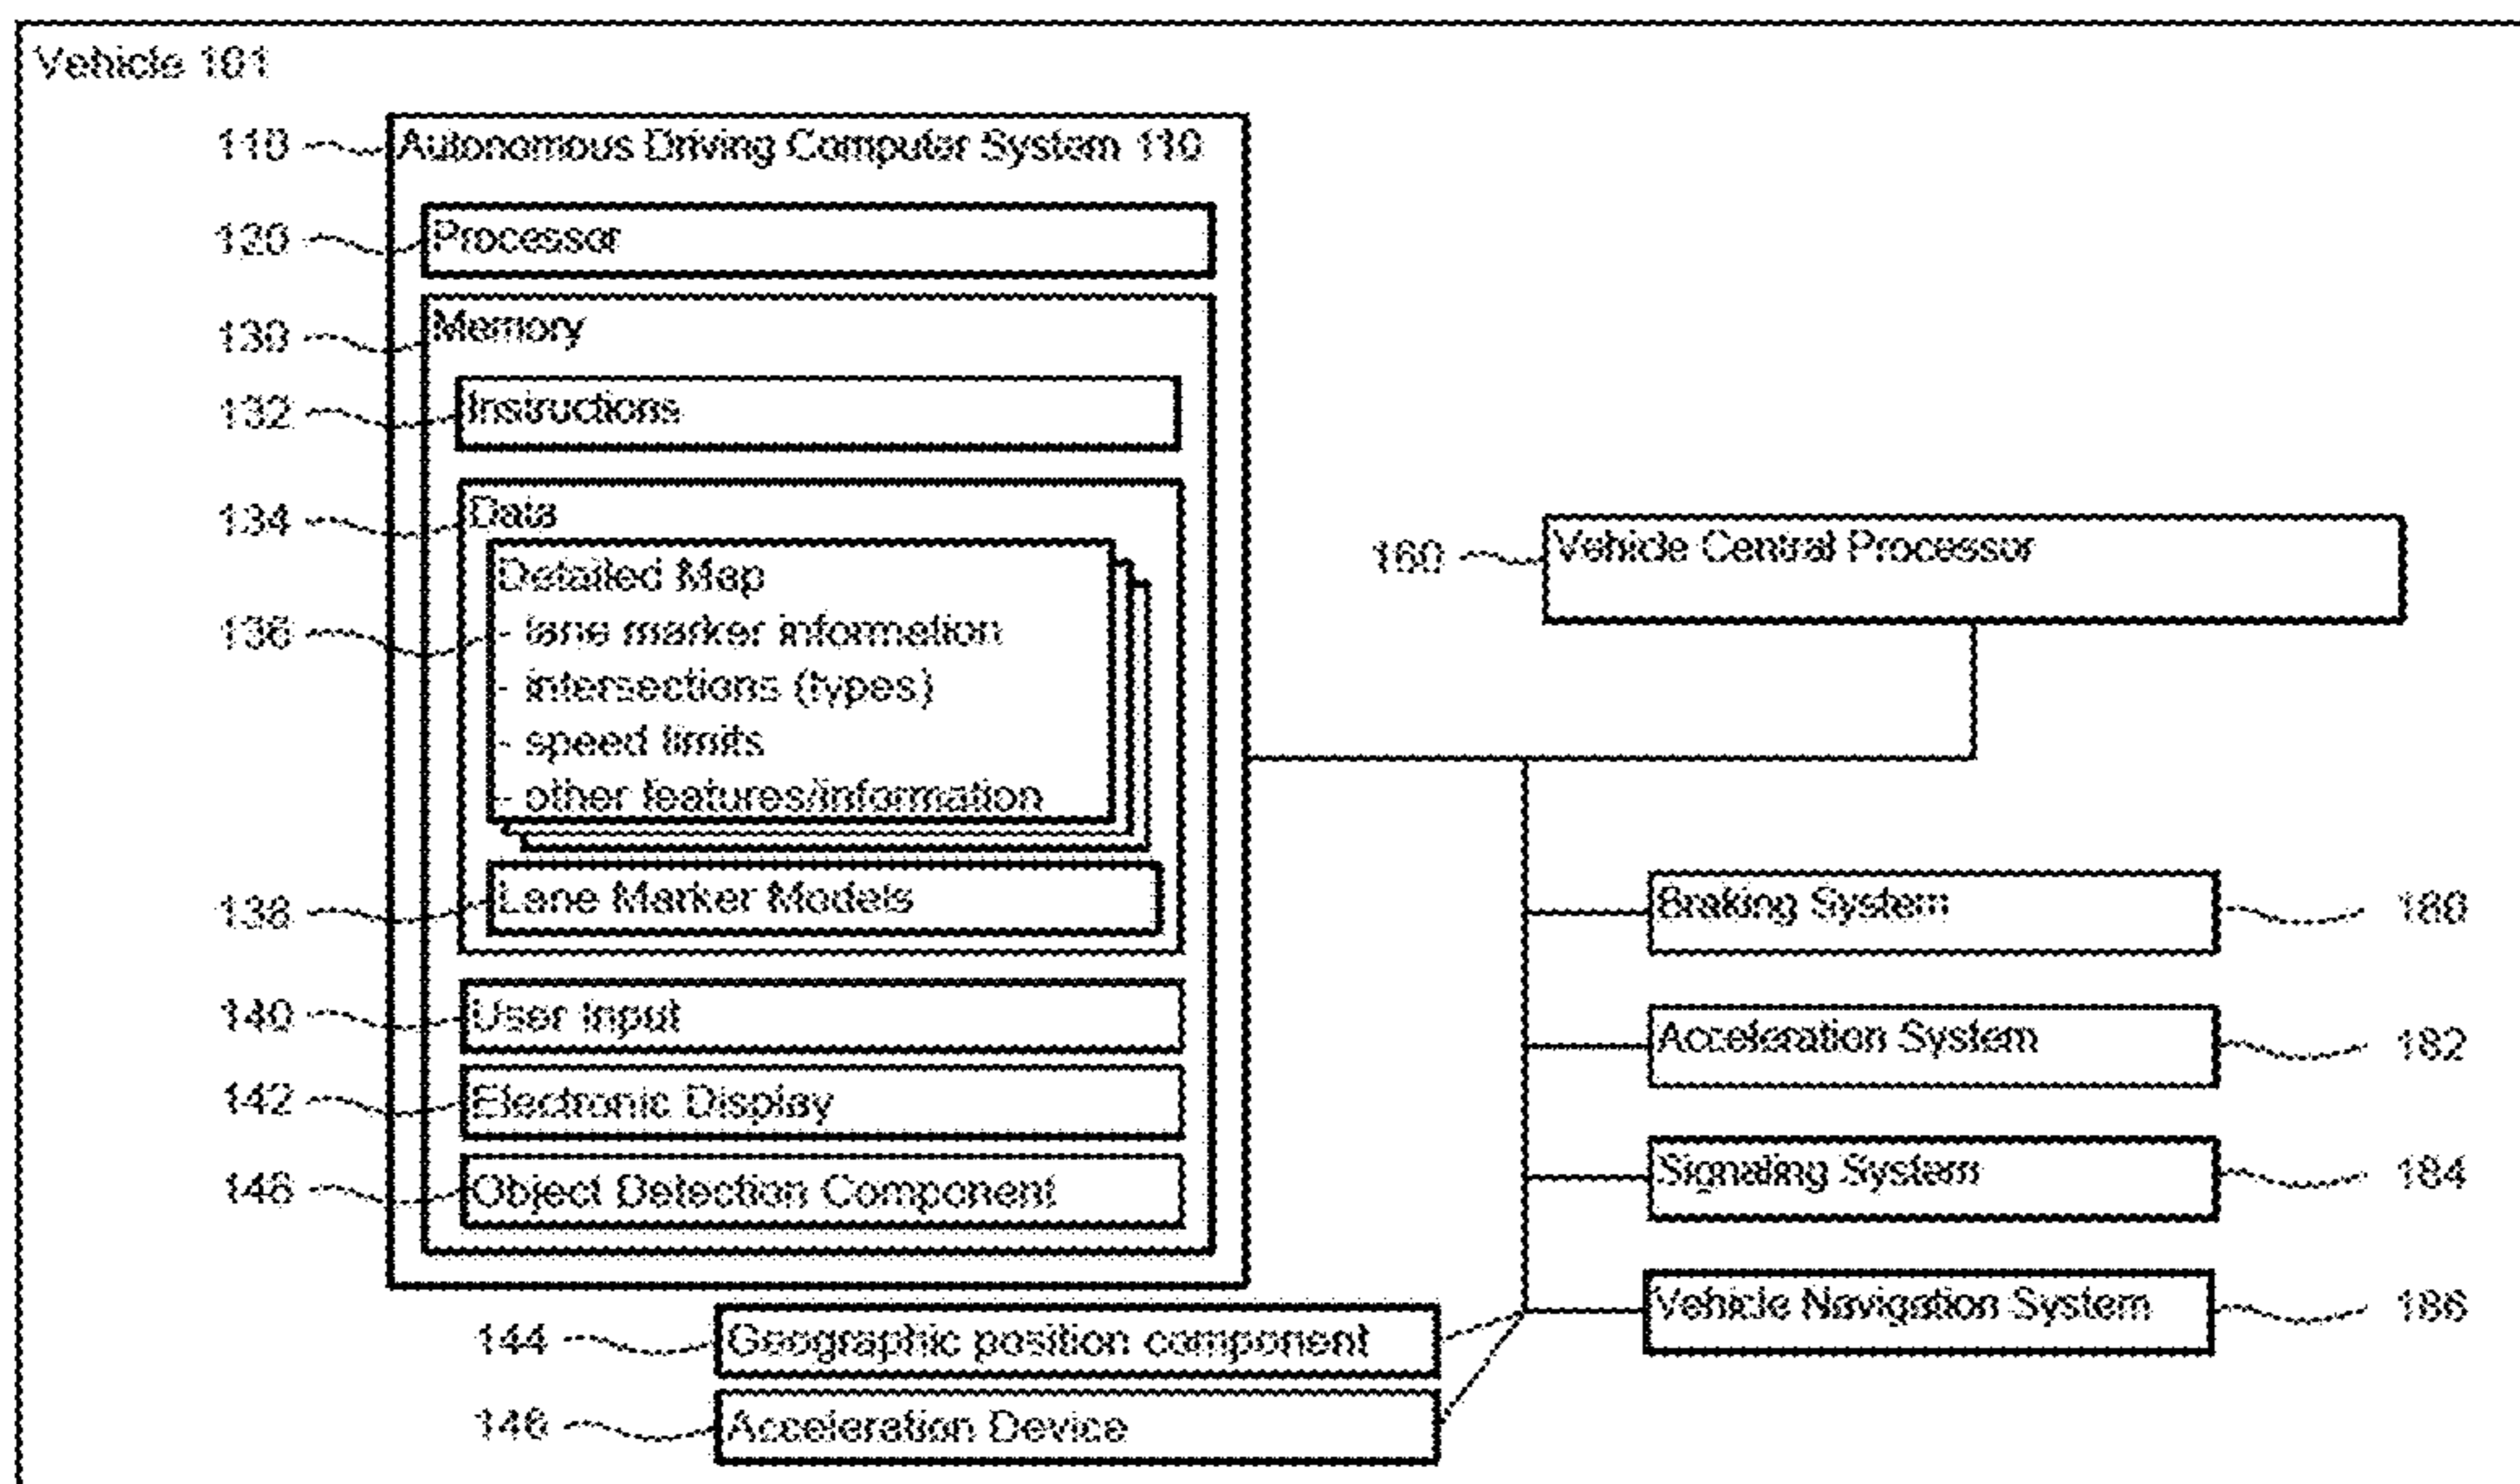 Vehicle 101
110 Autonomous Driving Computer System 110
120 Processor
130 Memory
132 Instructions
134 Data
Detailed Map
136 - lane marker information
- intersections (types)
- speed limits
- other features/information
138 Lane Marker Models
140 User Input
142 Electronic Display
Object Detection Component
144 Geographic position component
146 Acceleration Device
160 Vehicle Central Processor
Braking System 180
Acceleration System 182
Signaling System 184
Vehicle Navigation System 186